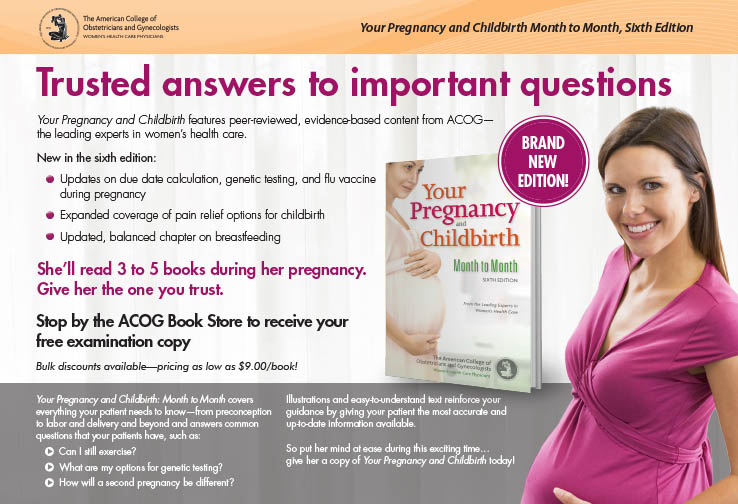 The American College of
Obstetricians and Gynecologists
WOMEN'S HEALTH CARE PHYSICIANS
Your Pregnancy and Childbirth Month to Month, Sixth Edition
Trusted answers to important questions
Your Pregnancy and Childbirth features peer-reviewed, evidence-based content from ACOG—
the leading experts in women's health care.
New in the sixth edition:
Updates on due date calculation, genetic testing, and flu vaccine
during pregnancy
Expanded coverage of pain relief options for childbirth
Updated, balanced chapter on breastfeeding
She'll read 3 to 5 books during her pregnancy.
Give her the one you trust.
Stop by the ACOG Book Store to receive your
free examination copy
Bulk discounts available—pricing as low as $9.00/book!
BRAND
NEW
EDITION!
Your
Pregnancy
and
Childbirth
Month to Month
SIXTH EDITION
From the Leading Experts in
Women's Health Care
The American College of
Obstetricians and Gynecologists
Your Pregnancy and Childbirth: Month to Month covers
everything your patient needs to know—from preconception
to labor and delivery and beyond and answers common
questions that your patients have, such as:
Can I still exercise?
What are my options for genetic testing?
How will a second pregnancy be different?
Illustrations and easy-to-understand text reinforce your
guidance by giving your patient the most accurate and
up-to-date information available.
So put her mind at ease during this exciting time…
give her a copy of Your Pregnancy and Childbirth today!